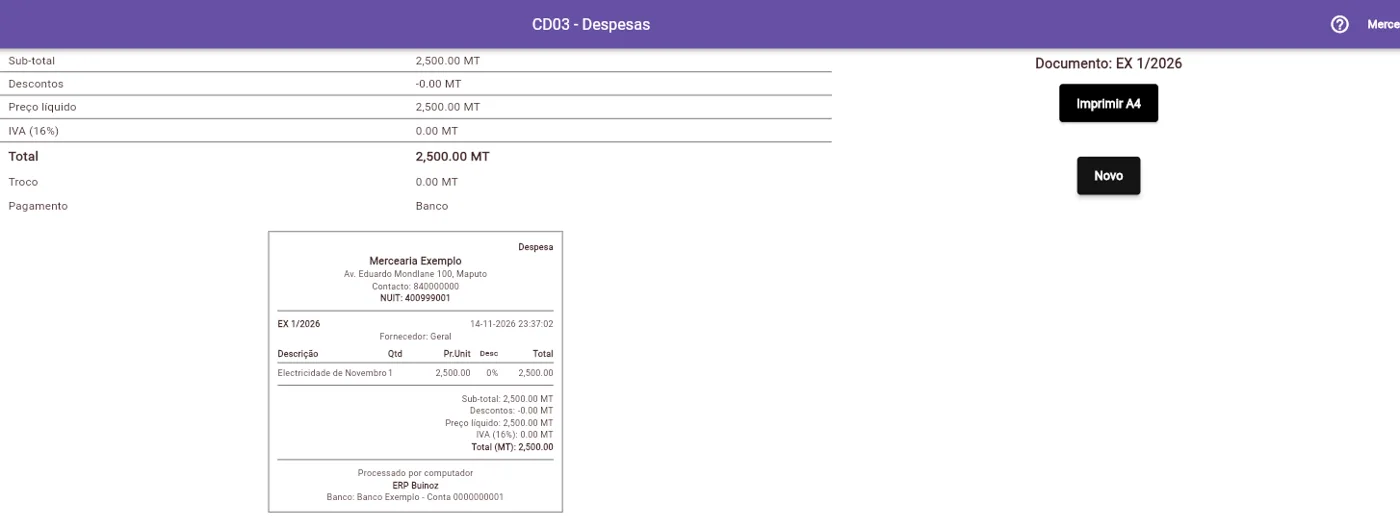 CD03 - Despesas
Merce
Sub-total 2,500.00 MT
Descontos -0.00 MT
Preço líquido 2,500.00 MT
IVA (16%) 0.00 MT
Total 2,500.00 MT
Troco 0.00 MT
Pagamento Banco
Documento: EX 1/2026
Imprimir A4
Novo
Despesa
Mercearia Exemplo
Av. Eduardo Mondlane 100, Maputo
Contacto: 840000000
NUIT: 400999001
EX 1/2026 14-11-2026 23:37:02
Fornecedor: Geral
Descrição Qtd Pr.Unit Desc Total
Electricidade de Novembro 1 2,500.00 0% 2,500.00
Sub-total: 2,500.00 MT
Descontos: -0.00 MT
Preço líquido: 2,500.00 MT
IVA (16%): 0.00 MT
Total (MT): 2,500.00
Processado por computador
ERP Buinoz
Banco: Banco Exemplo - Conta 0000000001